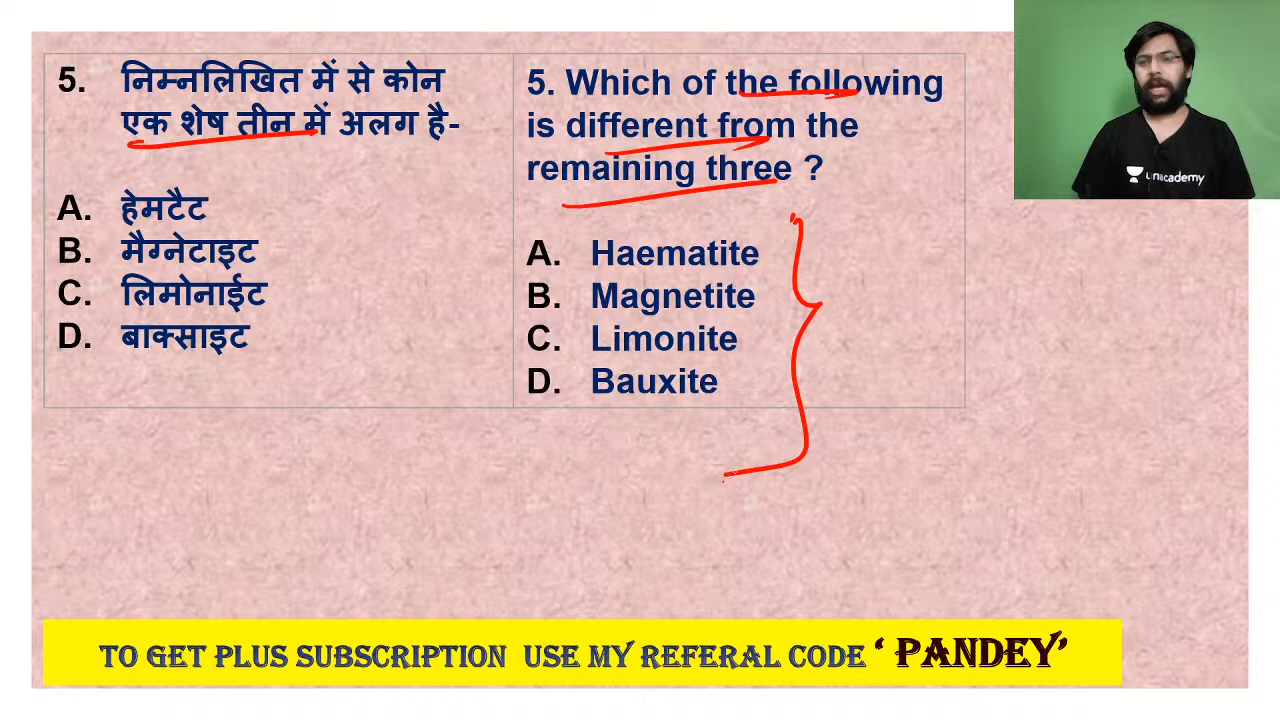 5. निम्नलिखित में से कोन
एक शेष तीन में अलग है-
A. हेमटैट
B. मैग्नेटाइट
C. लिमोनाईट
D. बाक्साइट
5. Which of the following
is different from the
remaining three ?
A. Haematite
B. Magnetite
C. Limonite
D. Bauxite
unacademy
TO GET PLUS SUBSCRIPTION USE MY REFERAL CODE ‘ PANDEY’